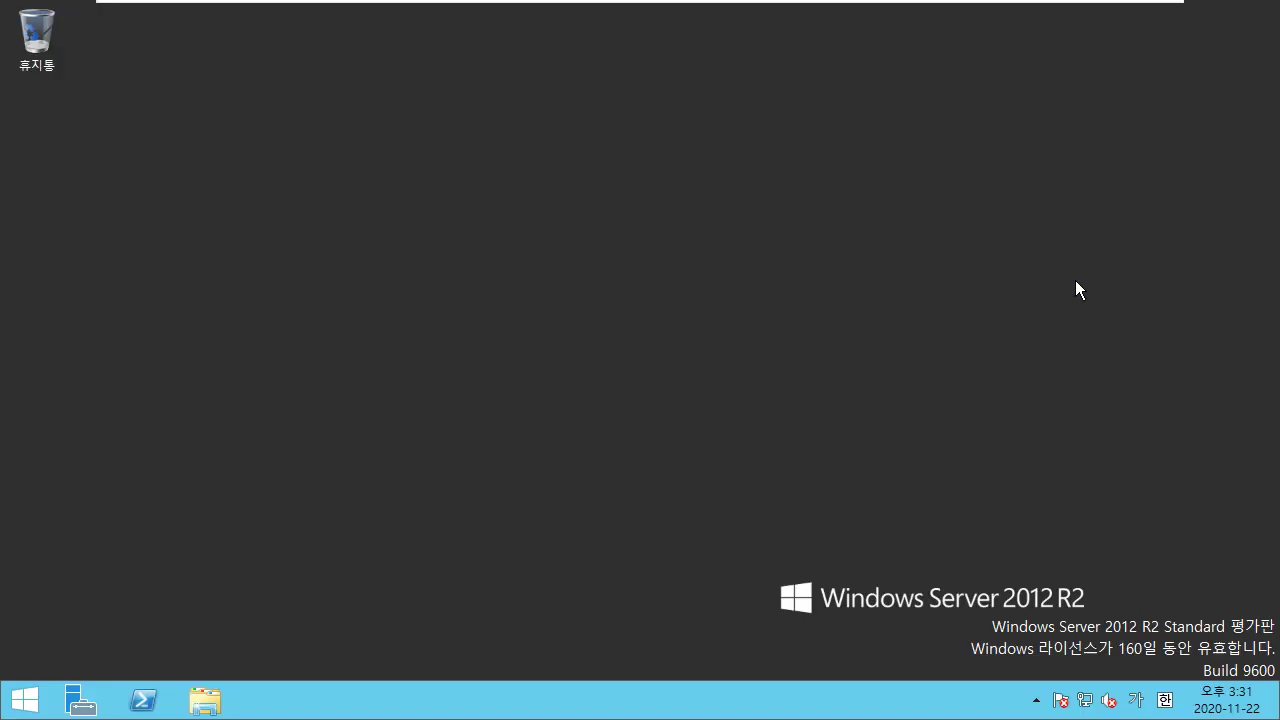 휴지통
Windows Server 2012 R2
Windows Server 2012 R2 Standard 평가판
Windows 라이선스가 160일 동안 유효합니다.
Build 9600
가 한 오후 3:31
2020-11-22